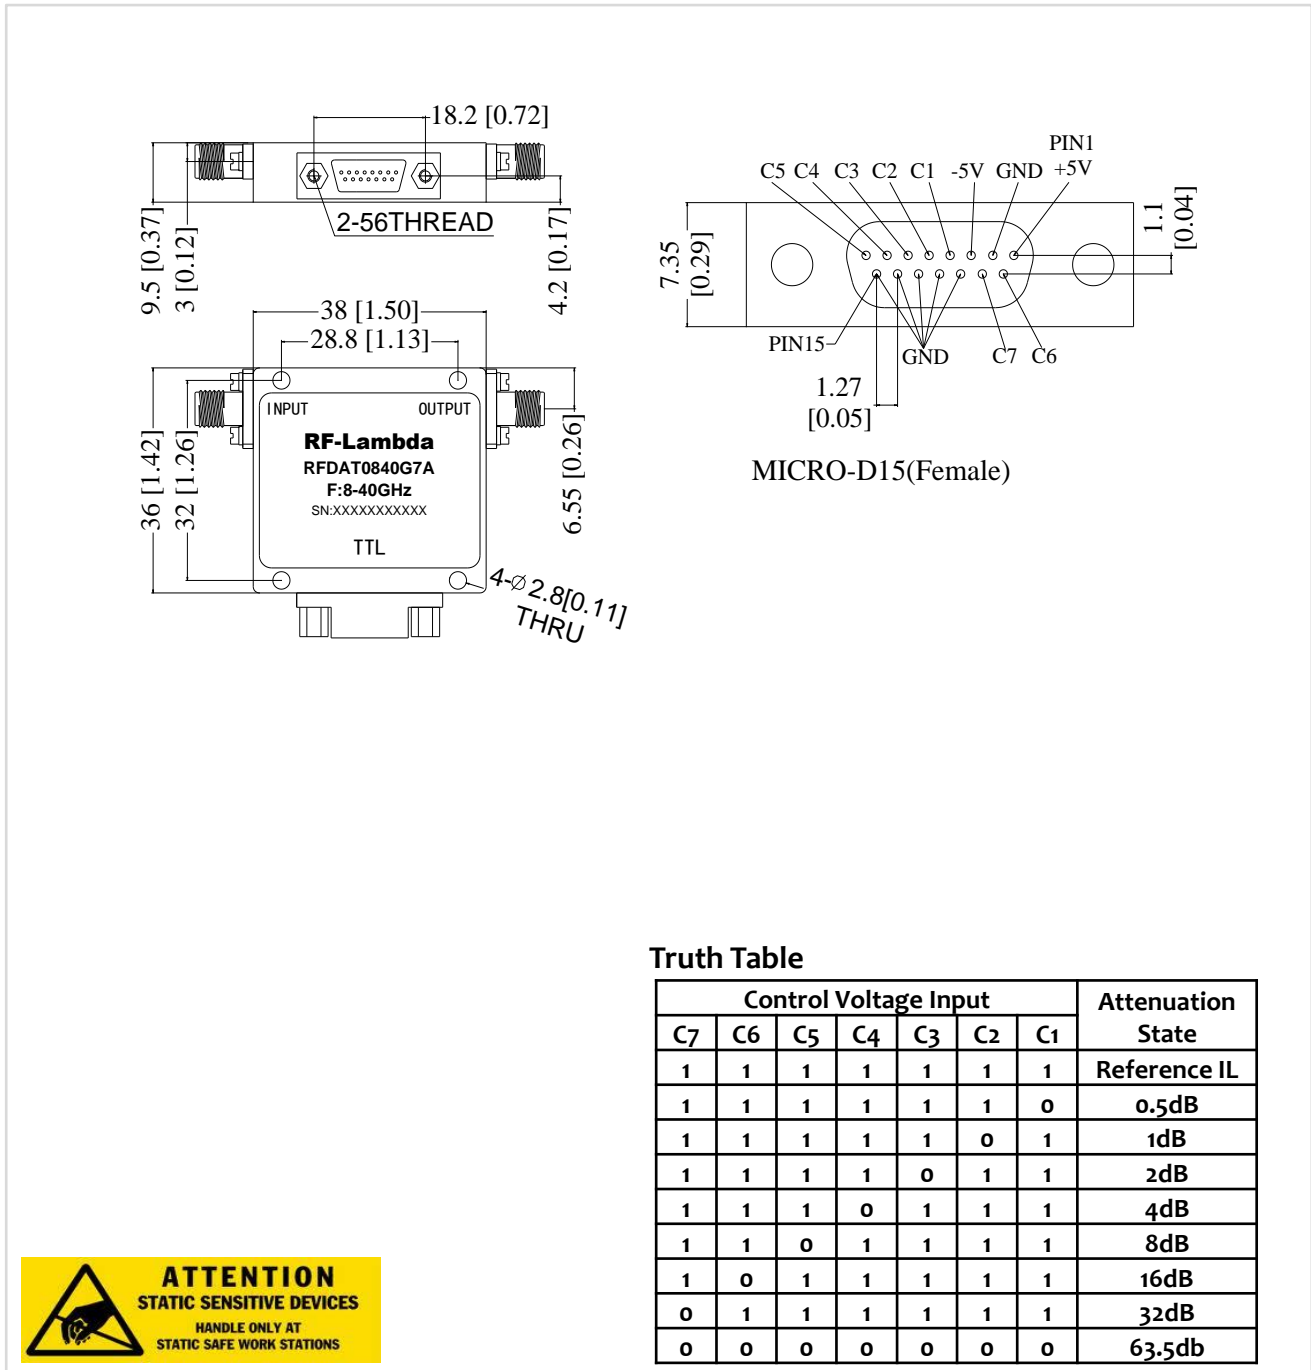 18.2 [0.72]
2-56THREAD
9.5 [0.37]
3 [0.12]
4.2 [0.17]
38 [1.50]
28.8 [1.13]
INPUT OUTPUT
RF-Lambda
RFDAT0840G7A
F:8-40GHz
SN:XXXXXXXXXXX
TTL
36 [1.42]
32 [1.26]
6.55 [0.26]
4-∅2.8[0.11]
THRU
PIN1
C5 C4 C3 C2 C1 -5V GND +5V
1.1
[0.04]
7.35
[0.29]
PIN15 GND C7 C6
1.27
[0.05]
MICRO-D15(Female)
Truth Table
Control Voltage Input Attenuation State
C7 C6 C5 C4 C3 C2 C1
1 1 1 1 1 1 1 Reference IL
1 1 1 1 1 1 0 0.5dB
1 1 1 1 1 0 1 1dB
1 1 1 1 0 1 1 2dB
1 1 1 0 1 1 1 4dB
1 1 0 1 1 1 1 8dB
1 0 1 1 1 1 1 16dB
0 1 1 1 1 1 1 32dB
0 0 0 0 0 0 0 63.5db
ATTENTION
STATIC SENSITIVE DEVICES
HANDLE ONLY AT
STATIC SAFE WORK STATIONS